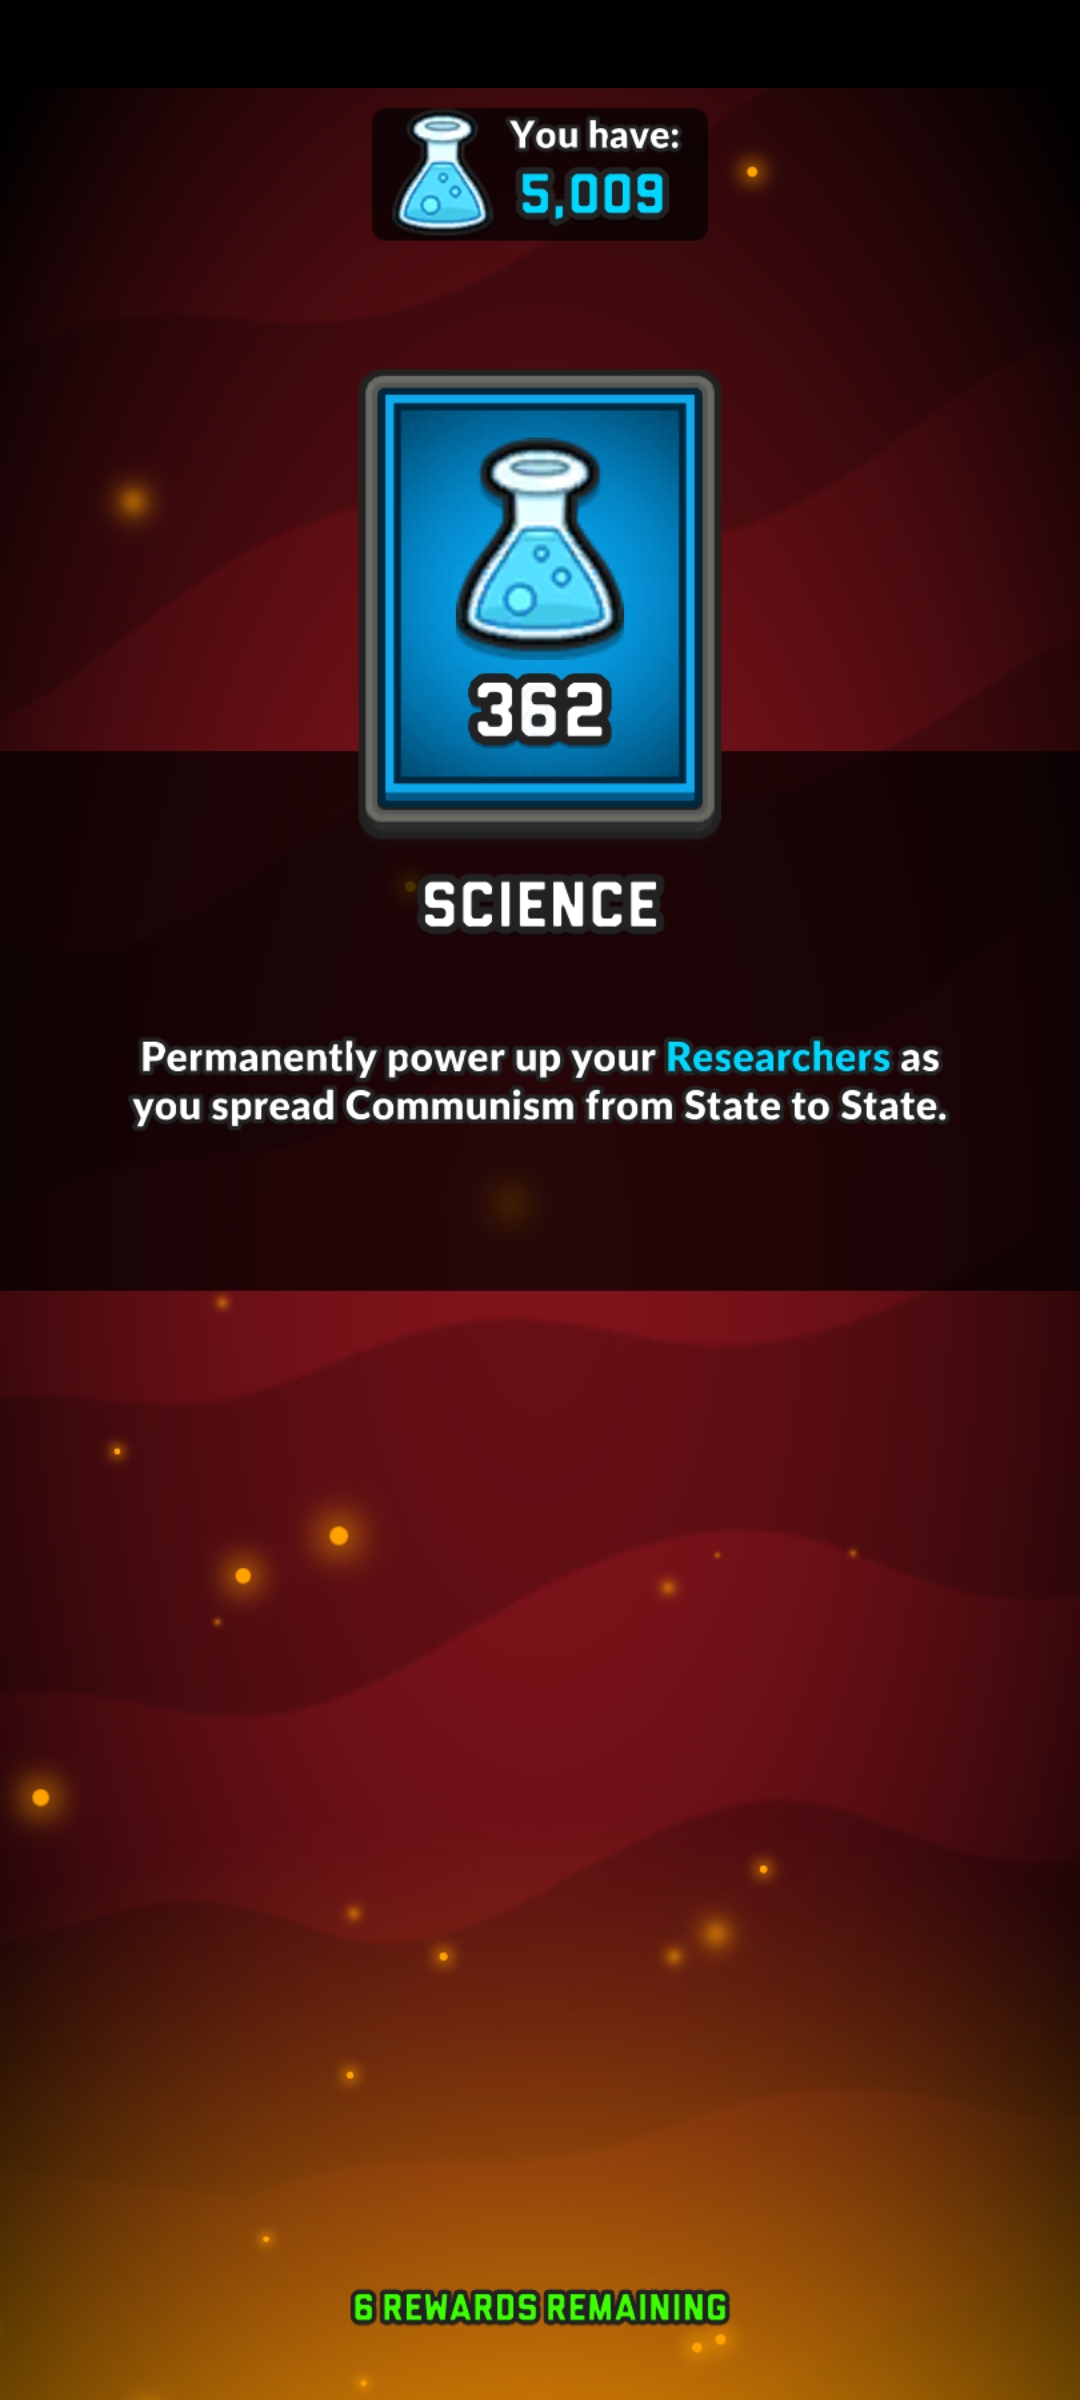 You have:
5,009
362
SCIENCE
Permanently power up your Researchers as
you spread Communism from State to State.
6 REWARDS REMAINING